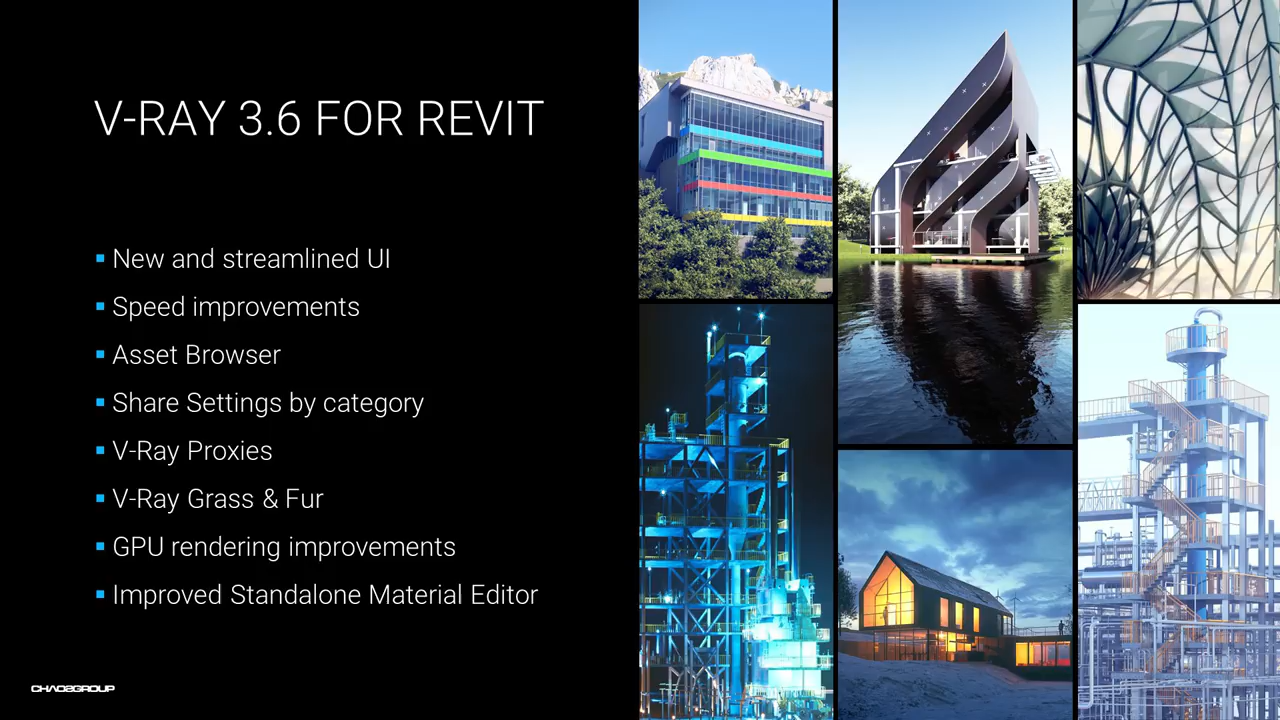 V-RAY 3.6 FOR REVIT
New and streamlined UI
Speed improvements
Asset Browser
Share Settings by category
V-Ray Proxies
V-Ray Grass & Fur
GPU rendering improvements
Improved Standalone Material Editor
CHAOSGROUP